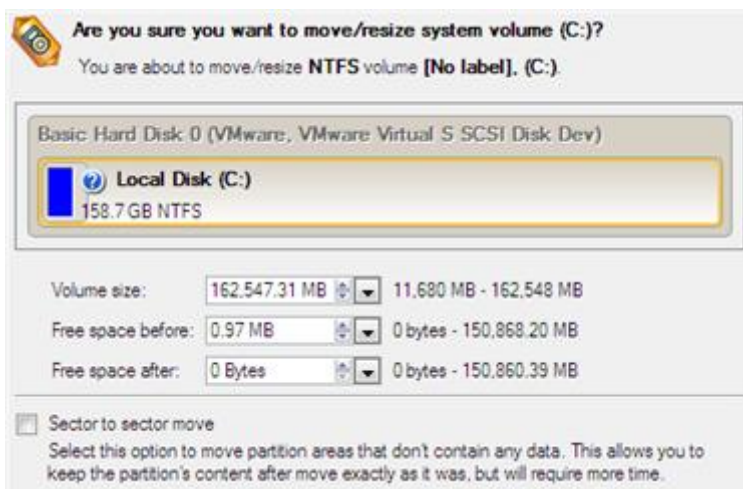 Are you sure you want to move/resize system volume (C:)?
You are about to move/resize NTFS volume [No label], (C:).
Basic Hard Disk 0 (VMware, VMware Virtual S SCSI Disk Dev)
Local Disk (C:)
158.7 GB NTFS
Volume size: 162,547.31 MB 11,680 MB - 162,548 MB
Free space before: 0.97 MB 0 bytes - 150,868.20 MB
Free space after: 0 Bytes 0 bytes - 150,860.39 MB
Sector to sector move
Select this option to move partition areas that don't contain any data. This allows you to
keep the partition's content after move exactly as it was, but will require more time.